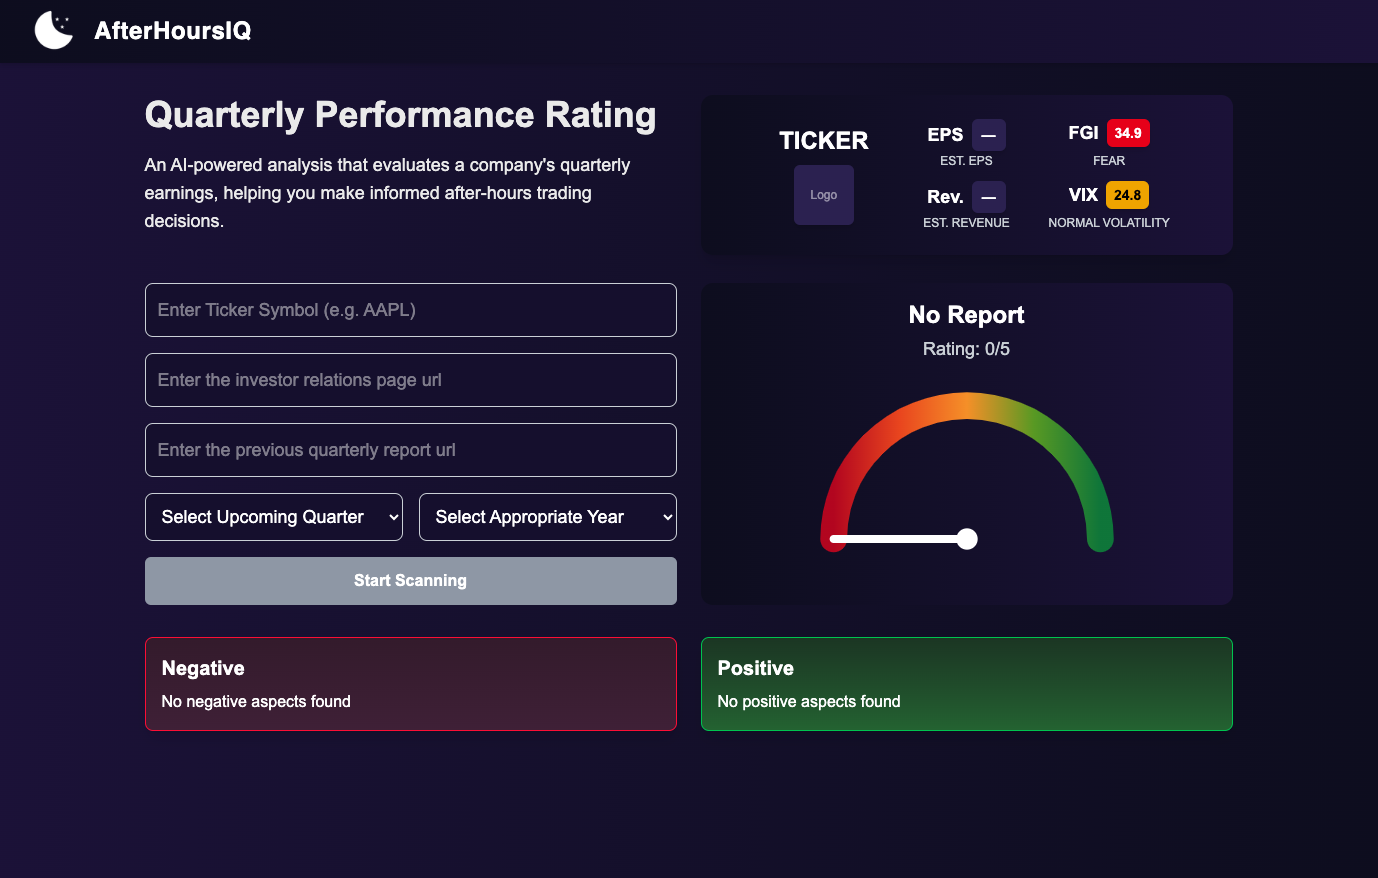 AfterHoursIQ
Quarterly Performance Rating
An AI-powered analysis that evaluates a company's quarterly
earnings, helping you make informed after-hours trading
decisions.
TICKER
Logo
EPS —
EST. EPS
Rev. —
EST. REVENUE
FGI 34.9
FEAR
VIX 24.8
NORMAL VOLATILITY
Enter Ticker Symbol (e.g. AAPL)
Enter the investor relations page url
Enter the previous quarterly report url
Select Upcoming Quarter
Select Appropriate Year
Start Scanning
No Report
Rating: 0/5
Negative
No negative aspects found
Positive
No positive aspects found